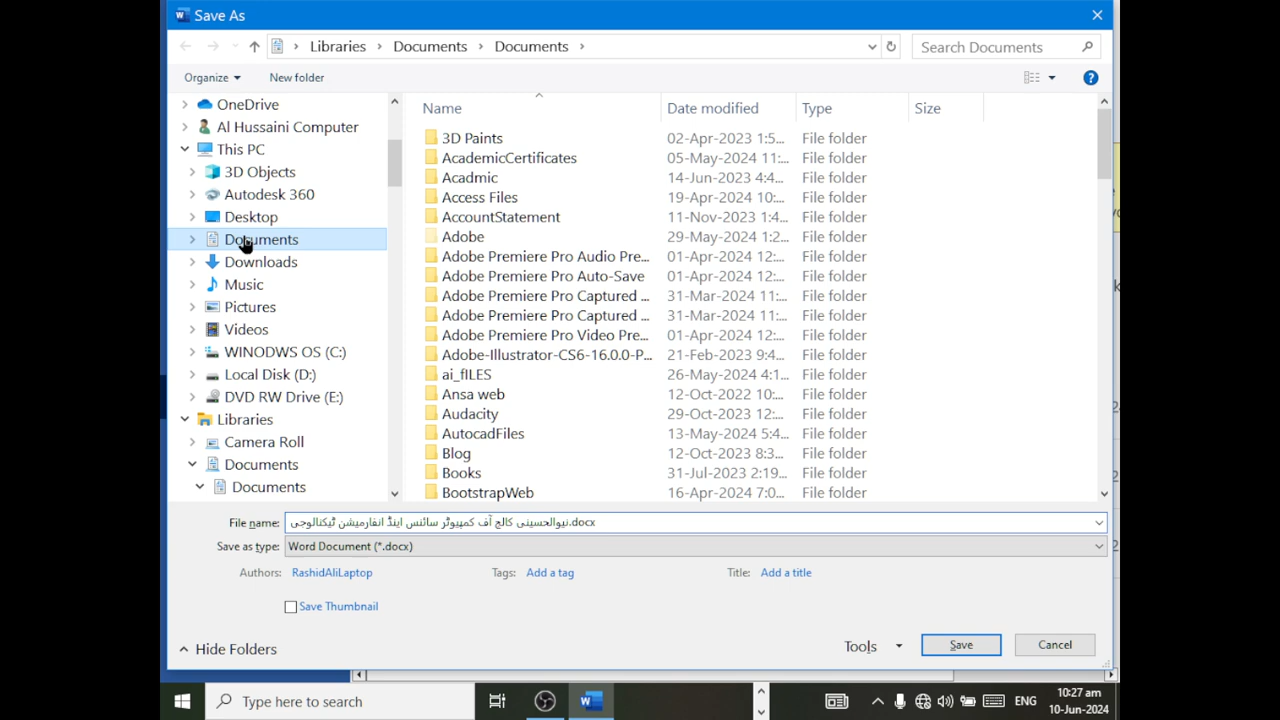 Save As
Libraries > Documents > Documents >
Search Documents
Organize
New folder
Name Date modified Type Size
OneDrive
Al Hussaini Computer
This PC
3D Objects
Autodesk 360
Desktop
Documents
Downloads
Music
Pictures
Videos
WINODWS OS (C:)
Local Disk (D:)
DVD RW Drive (E:)
Libraries
Camera Roll
Documents
Documents
3D Paints 02-Apr-2023 1:5... File folder
AcademicCertificates 05-May-2024 11:... File folder
Acadmic 14-Jun-2023 4:4... File folder
Access Files 19-Apr-2024 10:... File folder
AccountStatement 11-Nov-2023 1:4... File folder
Adobe 29-May-2024 1:2... File folder
Adobe Premiere Pro Audio Pre... 01-Apr-2024 12:... File folder
Adobe Premiere Pro Auto-Save 01-Apr-2024 12:... File folder
Adobe Premiere Pro Captured ... 31-Mar-2024 11:... File folder
Adobe Premiere Pro Captured ... 31-Mar-2024 11:... File folder
Adobe Premiere Pro Video Pre... 01-Apr-2024 12:... File folder
Adobe-Illustrator-CS6-16.0.0-P... 21-Feb-2023 9:4... File folder
ai_fILES 26-May-2024 4:1... File folder
Ansa web 12-Oct-2022 10:... File folder
Audacity 29-Oct-2023 12:... File folder
AutocadFiles 13-May-2024 5:4... File folder
Blog 12-Oct-2023 8:3... File folder
Books 31-Jul-2023 2:19... File folder
BootstrapWeb 16-Apr-2024 7:0... File folder
File name: نیوالحسینی کالج آف کمپیوٹر سائنس اینڈ انفارمیشن ٹیکنالوجی.docx
Save as type: Word Document (*.docx)
Authors: RashidAliLaptop Tags: Add a tag Title: Add a title
Save Thumbnail
Hide Folders
Tools
Save
Cancel
Type here to search
ENG
10:27 am
10-Jun-2024